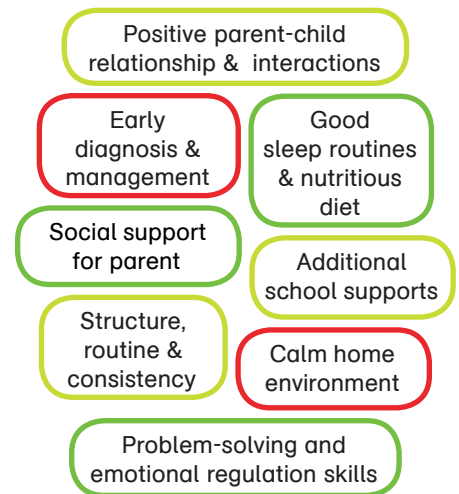 Positive parent-child
relationship & interactions
Early
diagnosis &
management
Good
sleep routines
& nutritious
diet
Social support
for parent
Additional
school supports
Structure,
routine &
consistency
Calm home
environment
Problem-solving and
emotional regulation skills